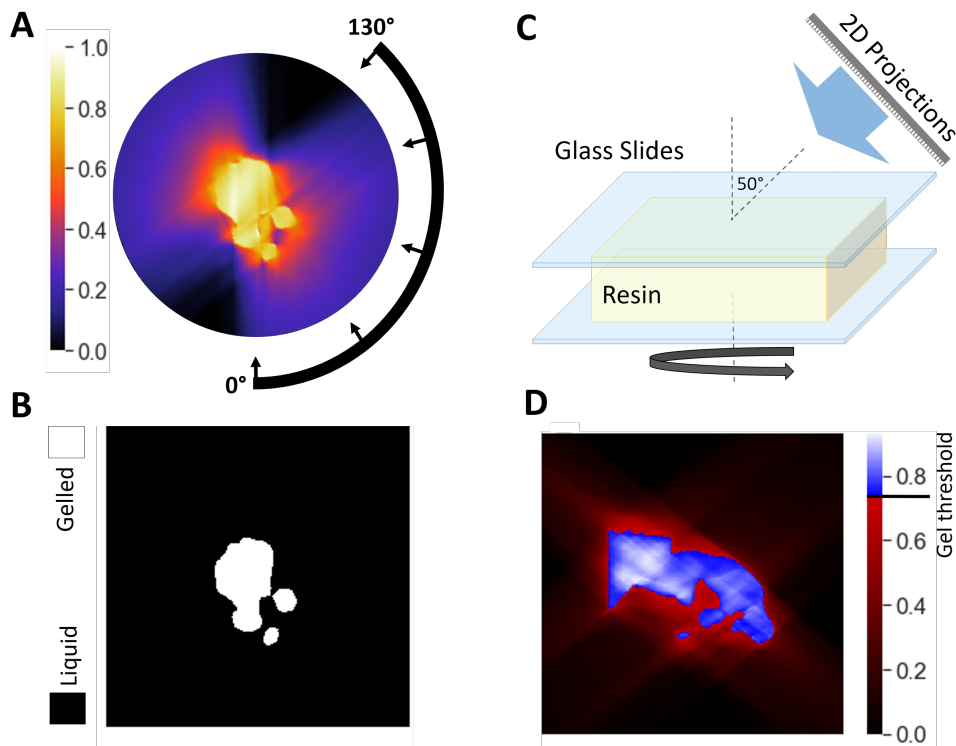 A
1.0
0.8
0.6
0.4
0.2
0.0
130°
0°
B
Gelled
Liquid
C
2D Projections
Glass Slides
50°
Resin
D
0.8
0.6
0.4
0.2
0.0
Gel threshold